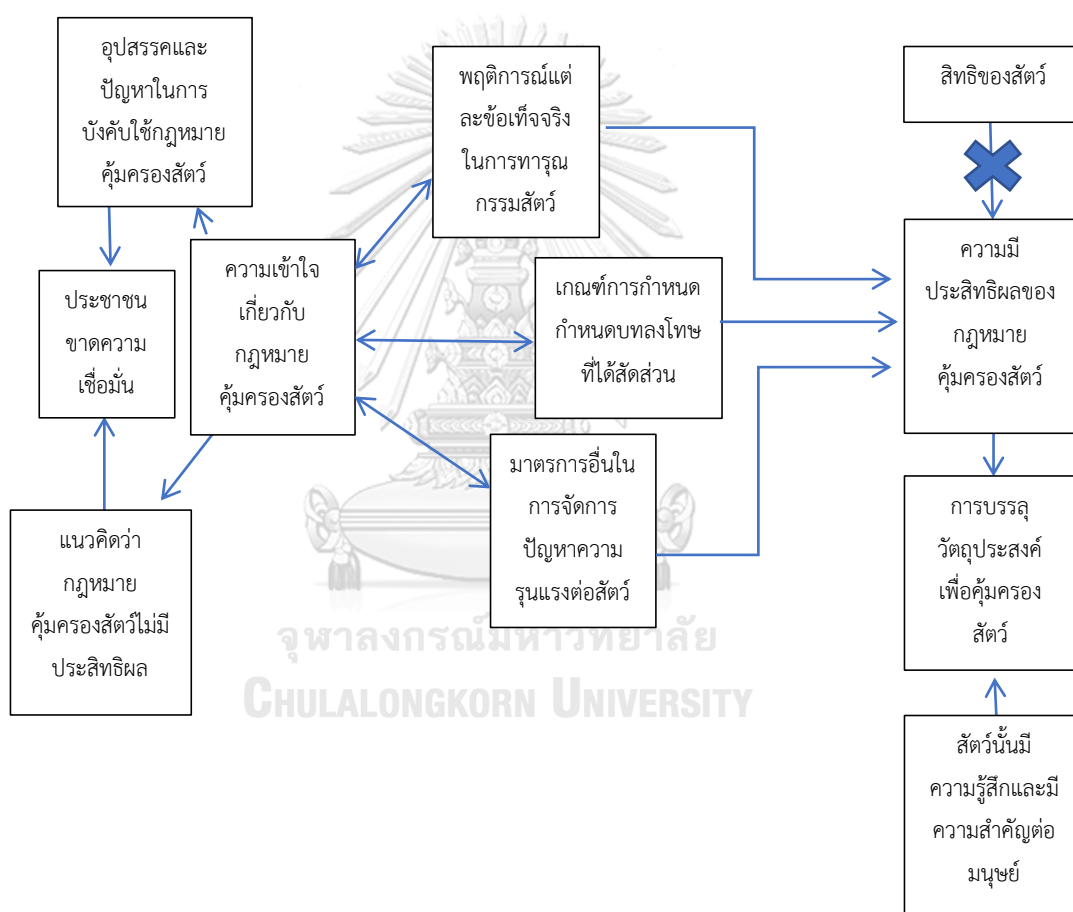 อุปสรรคและ
ปัญหาในการ
บังคับใช้กฎหมาย
คุ้มครองสัตว์
พฤติการณ์แต่
ละข้อเท็จจริง
ในการทารุณ
กรรมสัตว์
สิทธิของสัตว์
ประชาชน
ขาดความ
เชื่อมั่น
ความเข้าใจ
เกี่ยวกับ
กฎหมาย
คุ้มครองสัตว์
เกณฑ์การกำหนด
กำหนดบทลงโทษ
ที่ได้สัดส่วน
ความมี
ประสิทธิผลของ
กฎหมาย
คุ้มครองสัตว์
แนวคิดว่า
กฎหมาย
คุ้มครองสัตว์ไม่มี
ประสิทธิผล
มาตรการอื่นใน
การจัดการ
ปัญหาความ
รุนแรงต่อสัตว์
การบรรลุ
วัตถุประสงค์
เพื่อคุ้มครอง
สัตว์
จุฬาลงกรณ์มหาวิทยาลัย
CHULALONGKORN UNIVERSITY
สัตว์นั้นมี
ความรู้สึกและมี
ความสำคัญต่อ
มนุษย์